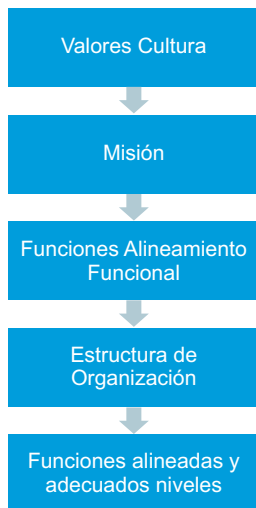 Valores Cultura
Misión
Funciones Alineamiento
Funcional
Estructura de
Organización
Funciones alineadas y
adecuados niveles